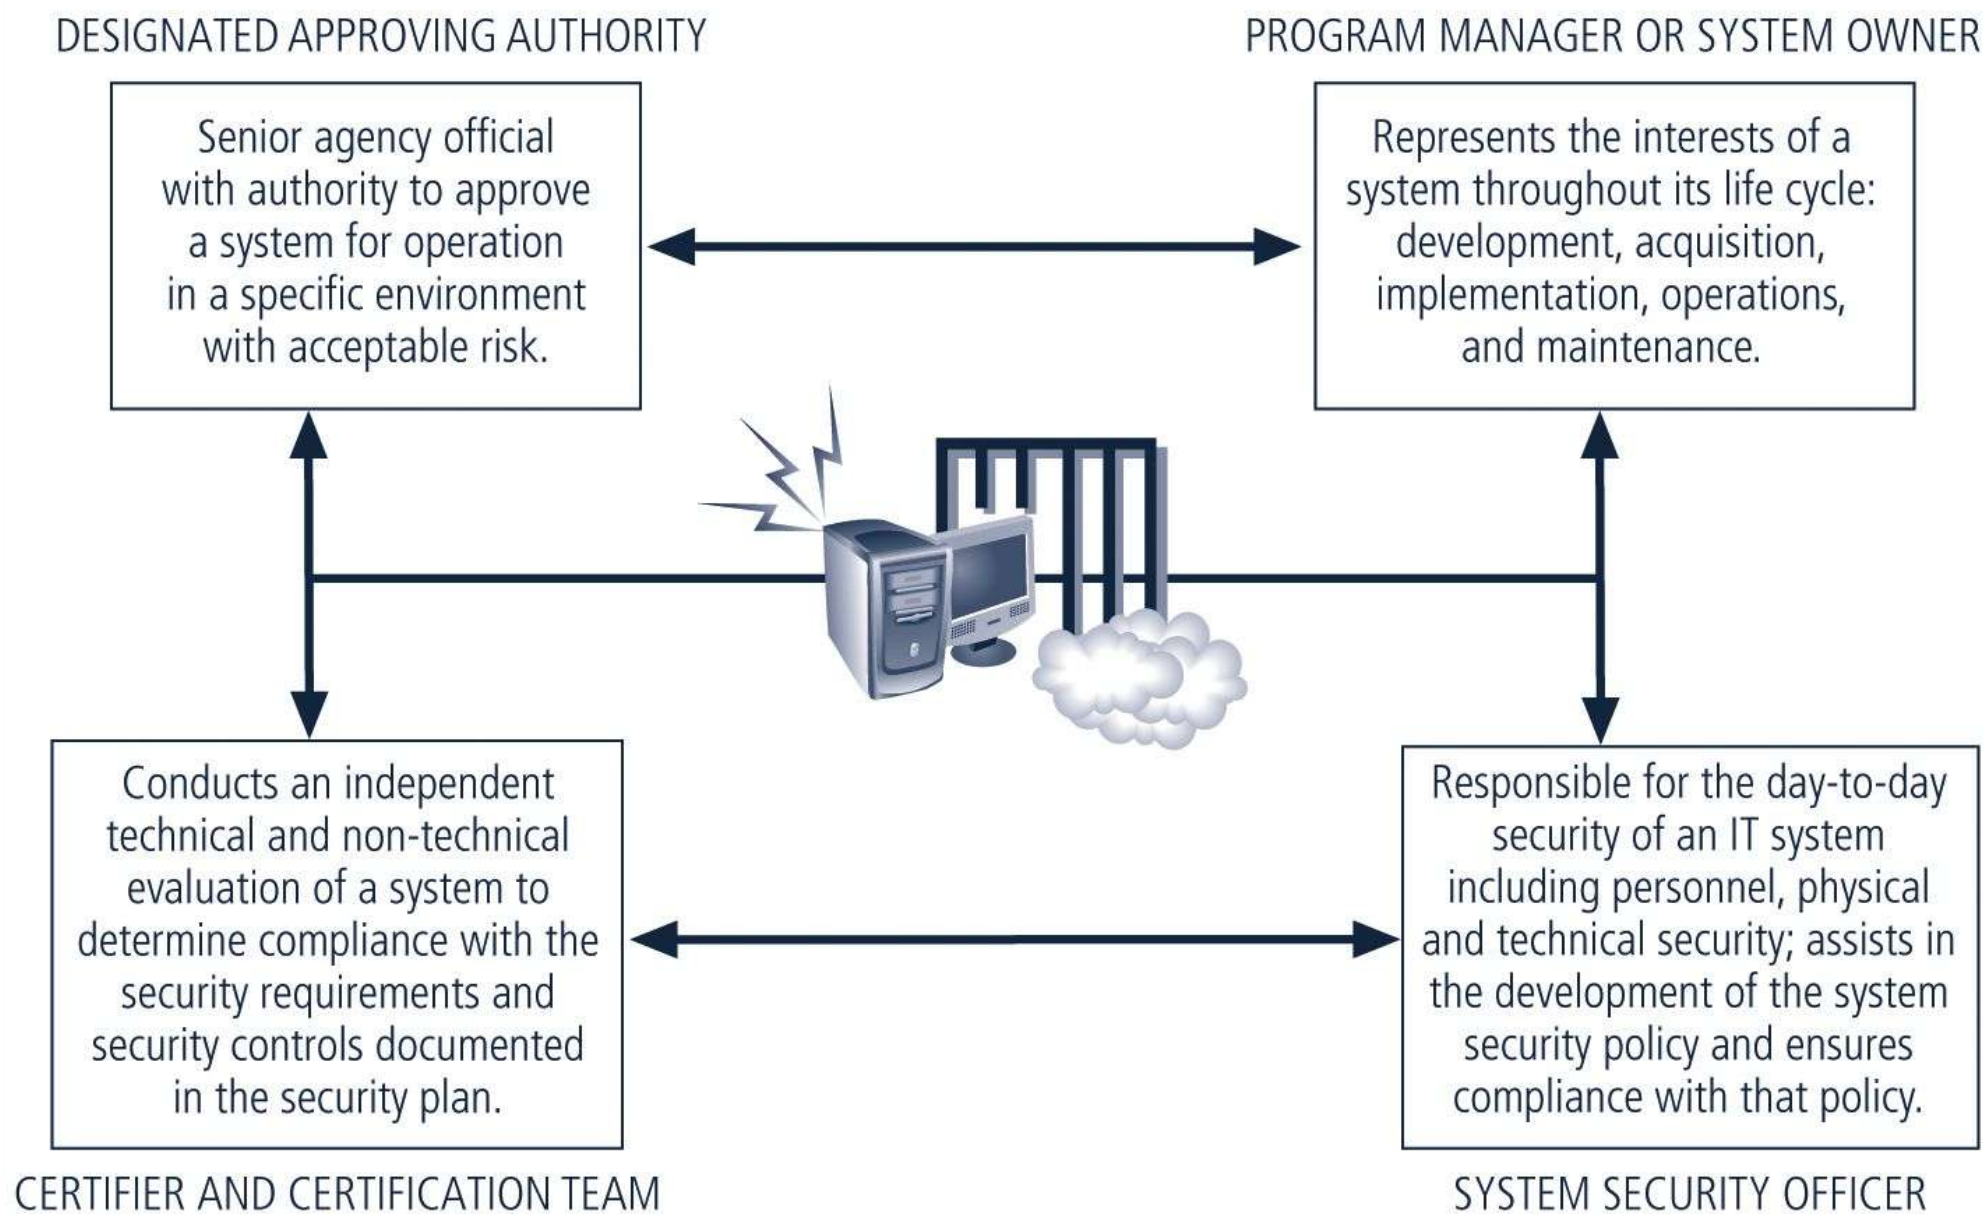 DESIGNATED APPROVING AUTHORITY
Senior agency official
with authority to approve
a system for operation
in a specific environment
with acceptable risk.
PROGRAM MANAGER OR SYSTEM OWNER
Represents the interests of a
system throughout its life cycle:
development, acquisition,
implementation, operations,
and maintenance.
Conducts an independent
technical and non-technical
evaluation of a system to
determine compliance with the
security requirements and
security controls documented
in the security plan.
CERTIFIER AND CERTIFICATION TEAM
Responsible for the day-to-day
security of an IT system
including personnel, physical
and technical security; assists in
the development of the system
security policy and ensures
compliance with that policy.
SYSTEM SECURITY OFFICER